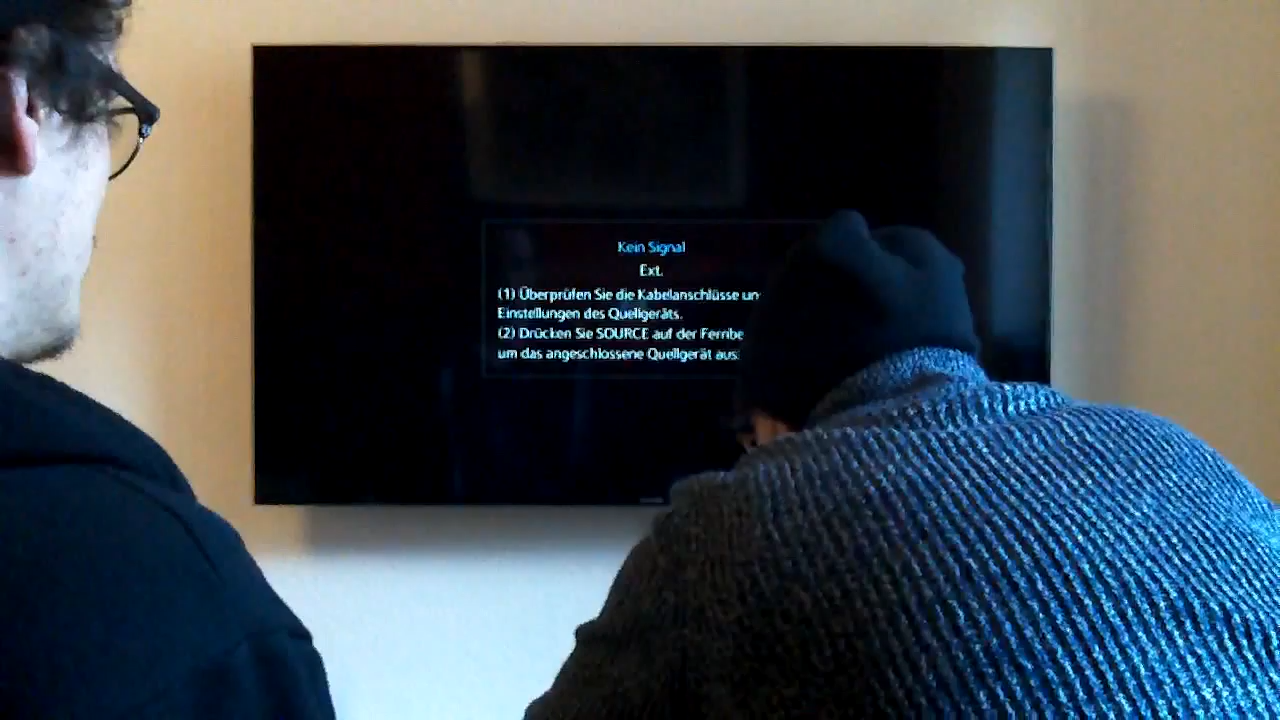 Kein Signal
Ext.
(1) Überprüfen Sie die Kabelanschlüsse un
Einstellungen des Quellgeräts.
(2) Drücken Sie SOURCE auf der Fernbe
um das angeschlossene Quellgerät aus